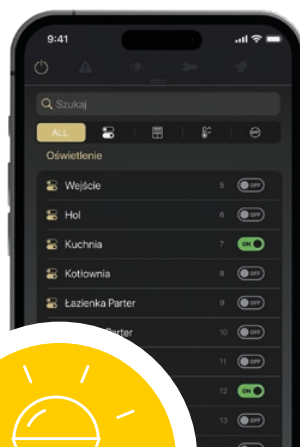 9:41
Szukaj
ALL
Oświetlenie
Wejście 5 OFF
Hol 6 OFF
Kuchnia 7 ON
Kotłownia 8 OFF
Łazienka Parter 9 OFF
Parter 10 OFF
11 OFF
12 ON
13 OFF